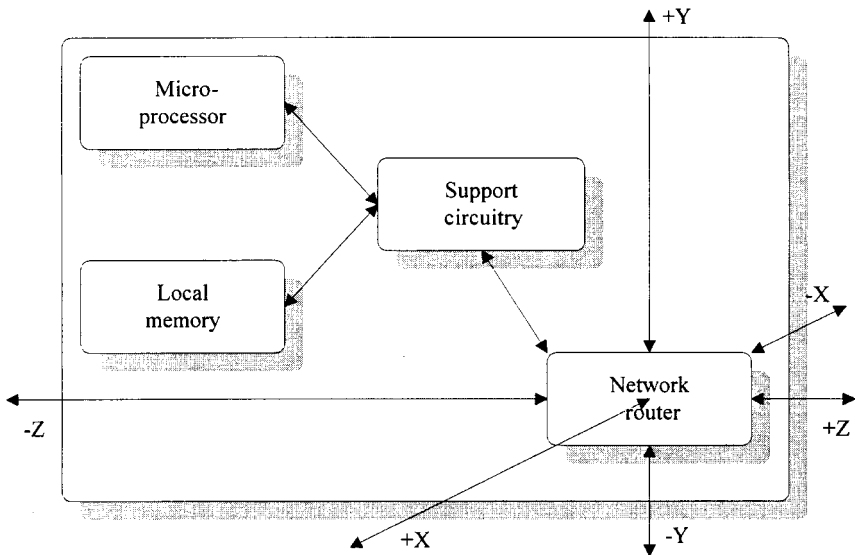 +Y
Micro-
processor
Support
circuitry
Local
memory
-X
Network
router
-Z
+Z
+X
-Y